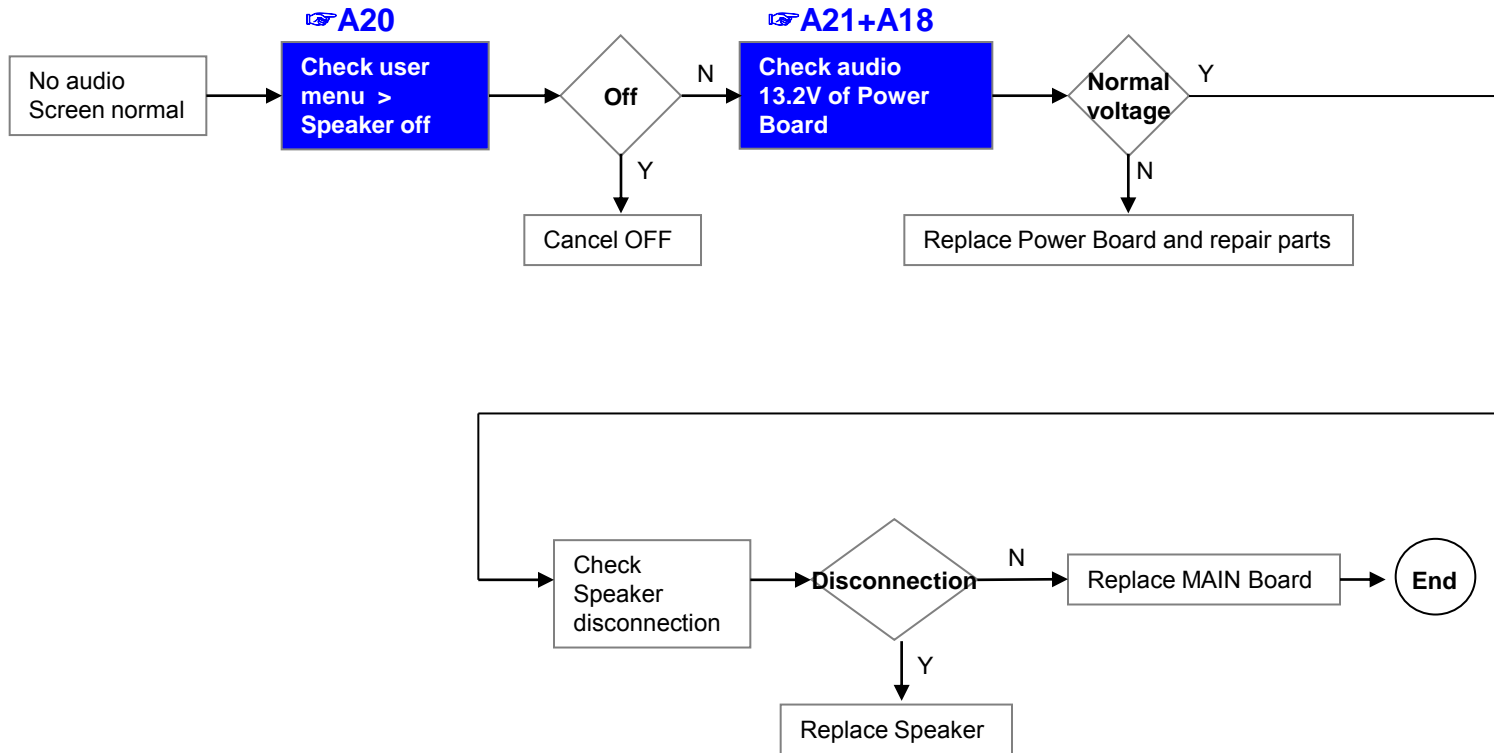 ☞A20
☞A21+A18
No audio
Screen normal
Check user
menu >
Speaker off
Off
N
Check audio
13.2V of Power
Board
Normal
voltage
Y
Y
N
Cancel OFF
Replace Power Board and repair parts
Check
Speaker
disconnection
Disconnection
N
Replace MAIN Board
End
Y
Replace Speaker